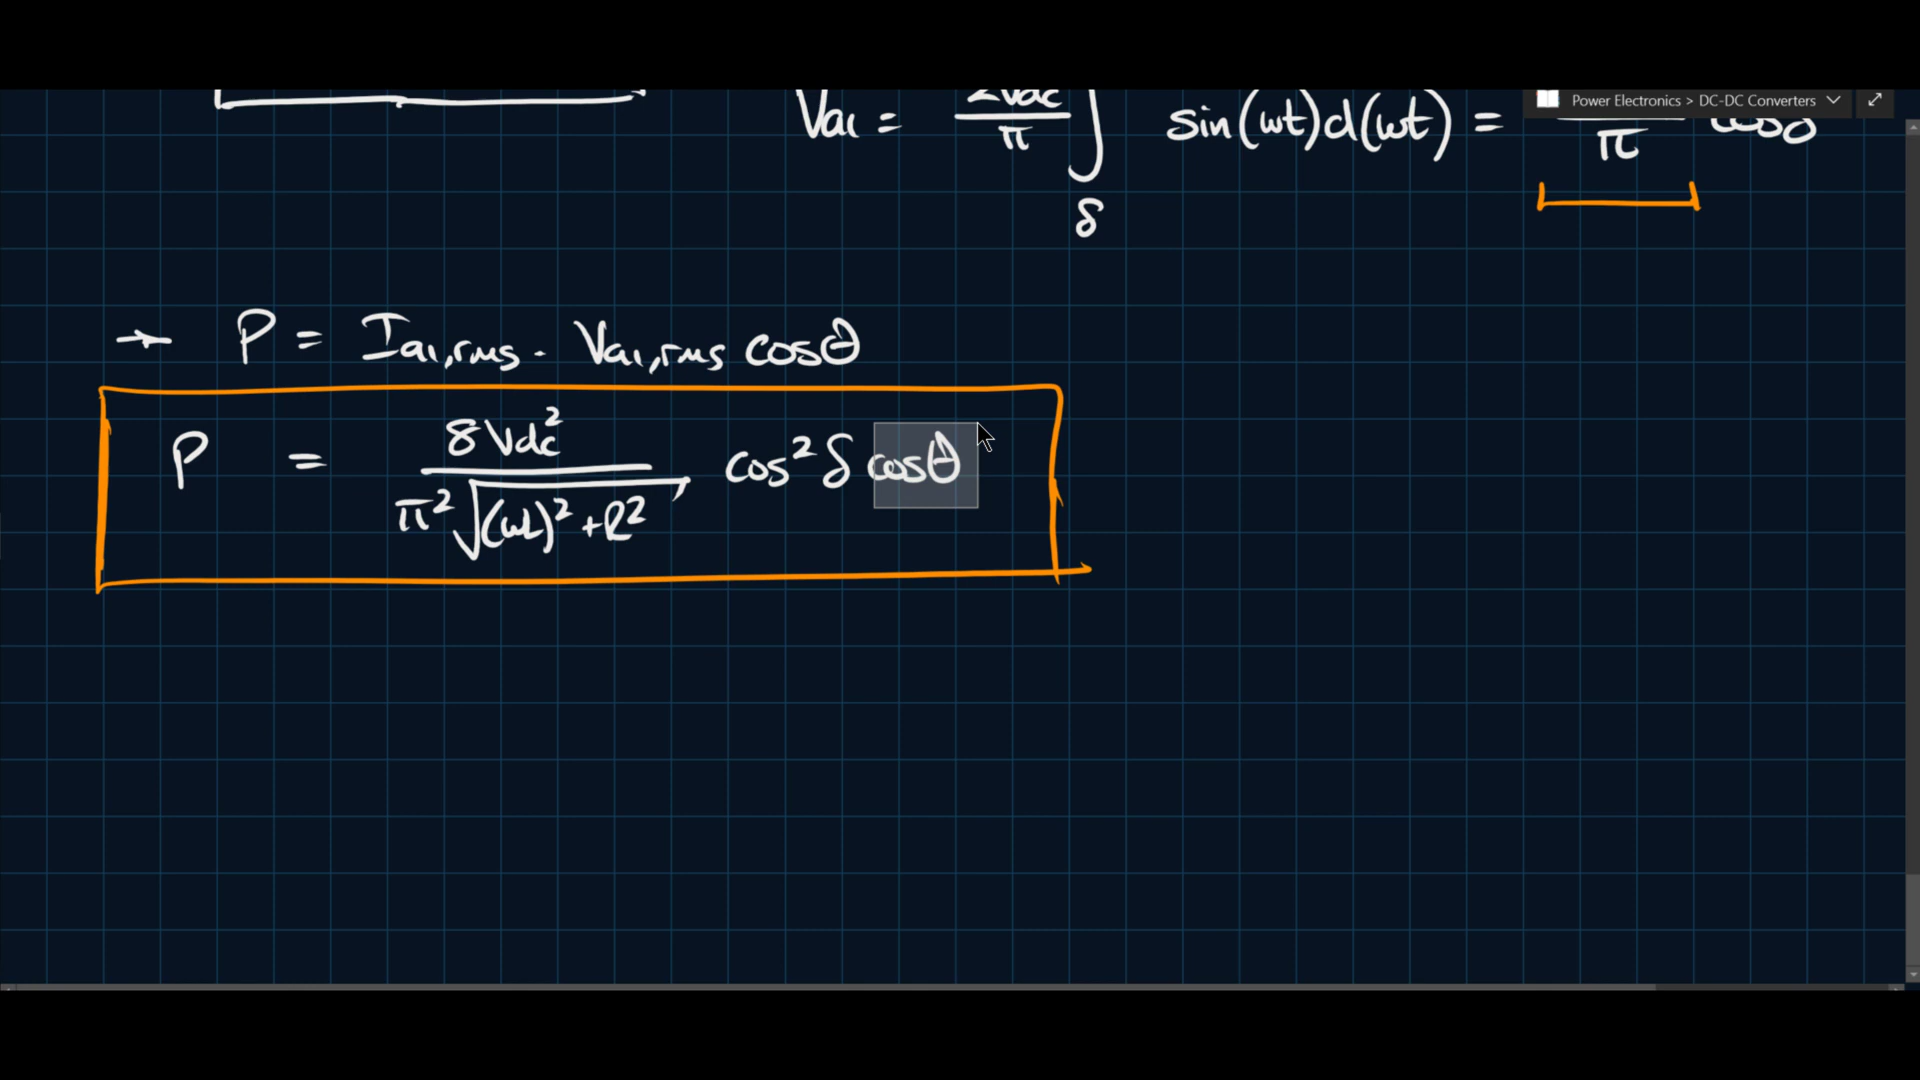 Power Electronics > DC-DC Converters
Va1 = 2Vdc/π ∫δ sin(ωt)d(ωt) = /π cosδ
→ P = Ia1,rms · Va1,rms cosθ
P = 8Vdc²/π²√((ωL)²+R²) cos²δ cosθ